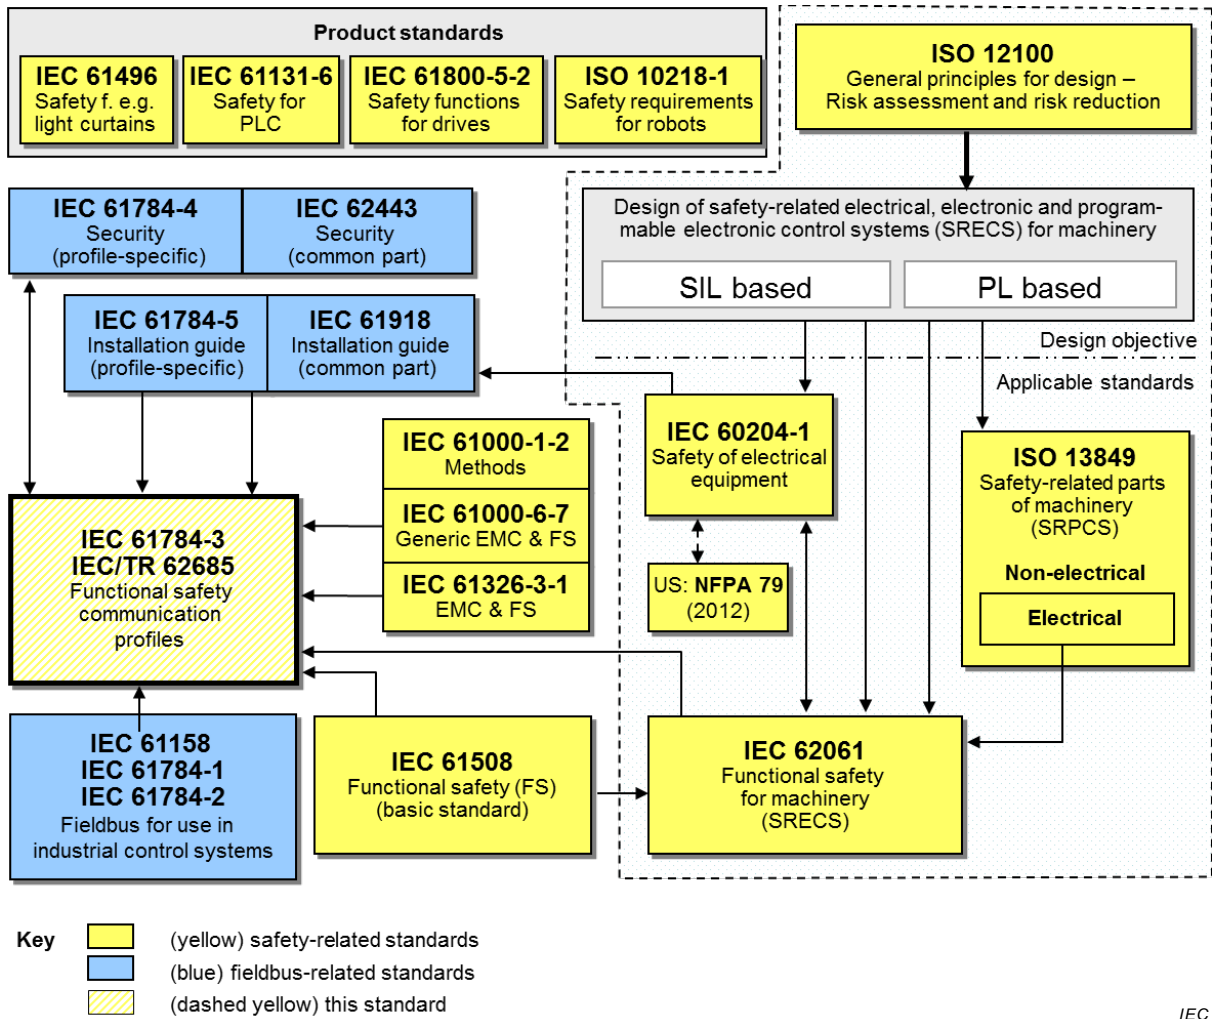 Product standards
IEC 61496
Safety f. e.g.
light curtains
IEC 61131-6
Safety for
PLC
IEC 61800-5-2
Safety functions
for drives
ISO 10218-1
Safety requirements
for robots
ISO 12100
General principles for design –
Risk assessment and risk reduction
Design of safety-related electrical, electronic and program-
mable electronic control systems (SRECS) for machinery
SIL based
PL based
Design objective
Applicable standards
IEC 61784-4
Security
(profile-specific)
IEC 62443
Security
(common part)
IEC 61784-5
Installation guide
(profile-specific)
IEC 61918
Installation guide
(common part)
IEC 61000-1-2
Methods
IEC 61000-6-7
Generic EMC & FS
IEC 61326-3-1
EMC & FS
IEC 60204-1
Safety of electrical
equipment
US: NFPA 79
(2012)
ISO 13849
Safety-related parts
of machinery
(SRPCS)
Non-electrical
Electrical
IEC 61784-3
IEC/TR 62685
Functional safety
communication
profiles
IEC 61158
IEC 61784-1
IEC 61784-2
Fieldbus for use in
industrial control systems
IEC 61508
Functional safety (FS)
(basic standard)
IEC 62061
Functional safety
for machinery
(SRECS)
Key
(yellow) safety-related standards
(blue) fieldbus-related standards
(dashed yellow) this standard
IEC